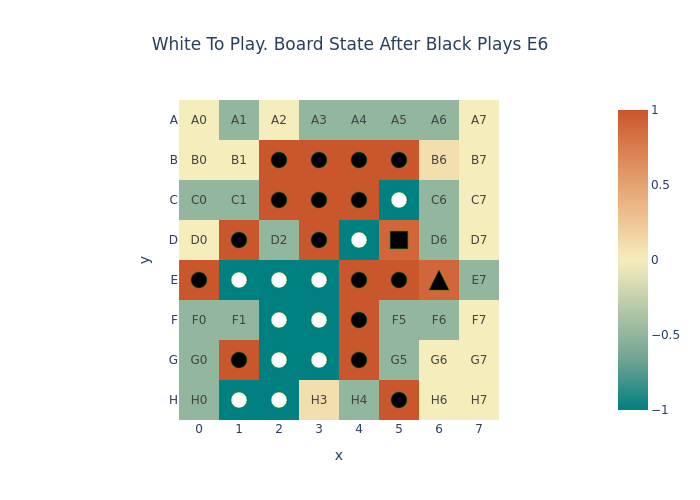 White To Play. Board State After Black Plays E6
A A0 A1 A2 A3 A4 A5 A6 A7
B B0 B1 B6 B7
C C0 C1 C6 C7
D D0 D2 D6 D7
E E7
F F0 F1 F5 F6 F7
G G0 G5 G6 G7
H H0 H3 H4 H6 H7
0 1 2 3 4 5 6 7
x
y
1
0.5
0
−0.5
−1